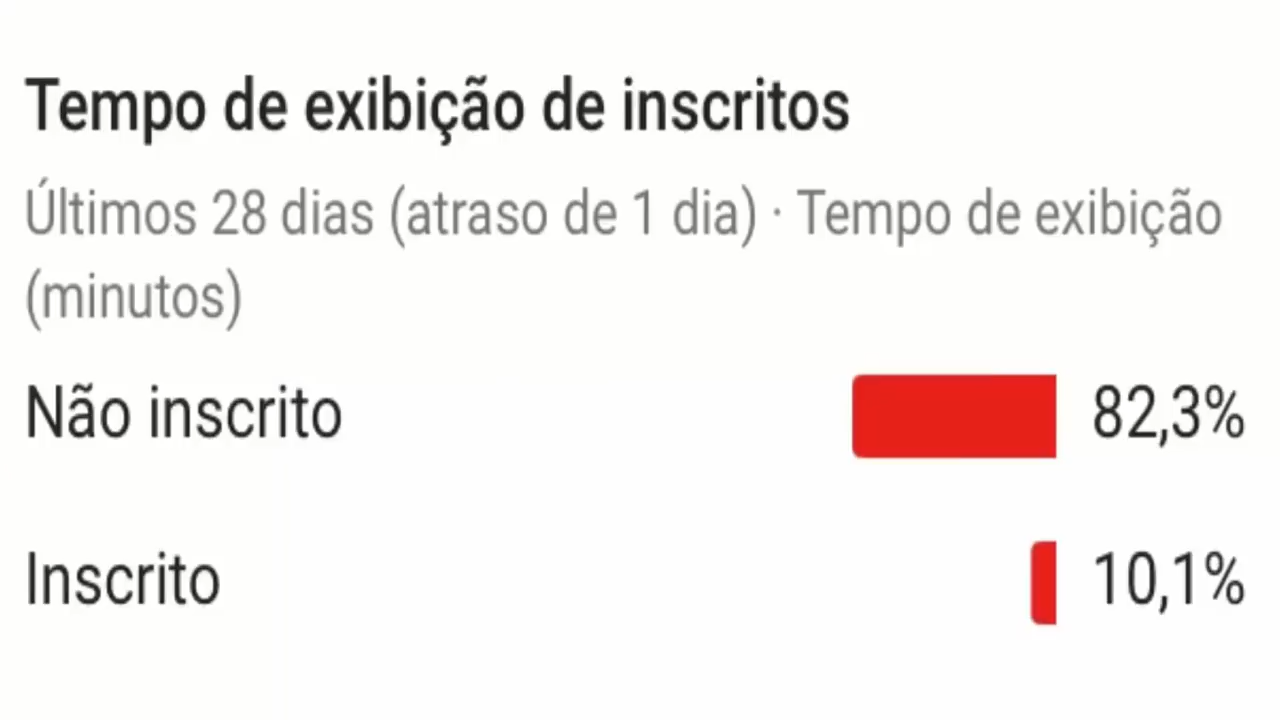 Tempo de exibição de inscritos
Últimos 28 dias (atraso de 1 dia) · Tempo de exibição
(minutos)
Não inscrito 82,3%
Inscrito 10,1%